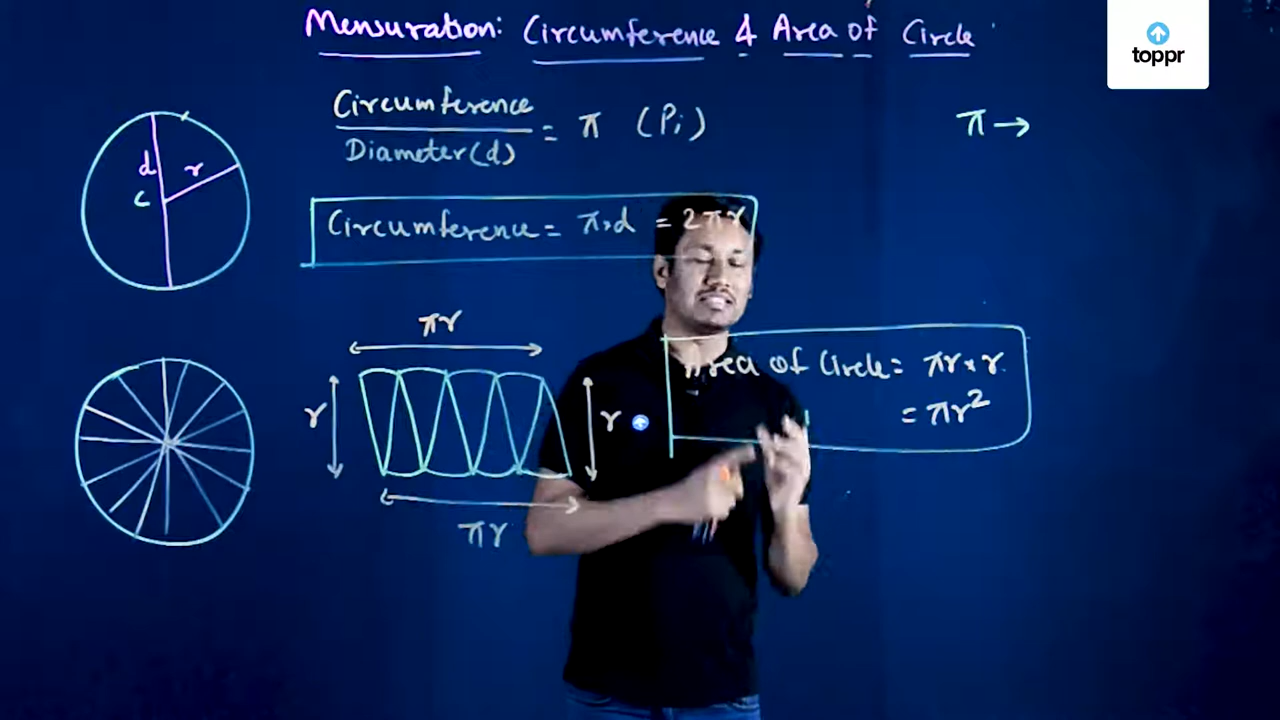 Mensuration: Circumference & Area of Circle
toppr
Circumference
Diameter(d)
= π (Pi)
π→
d r
C
Circumference = π×d = 2πr
πr
r
r
πr
Area of Circle = πr × r
= πr²